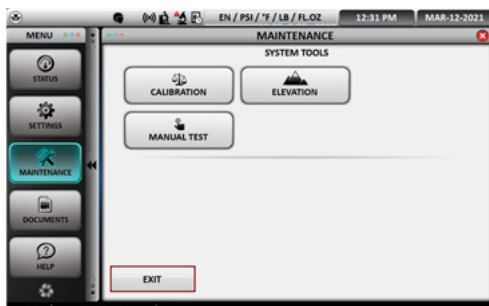 EN / PSI / °F / LB / FL.OZ 12:31 PM MAR-12-2021
MENU
MAINTENANCE
SYSTEM TOOLS
STATUS
CALIBRATION
ELEVATION
SETTINGS
MANUAL TEST
MAINTENANCE
DOCUMENTS
HELP
EXIT